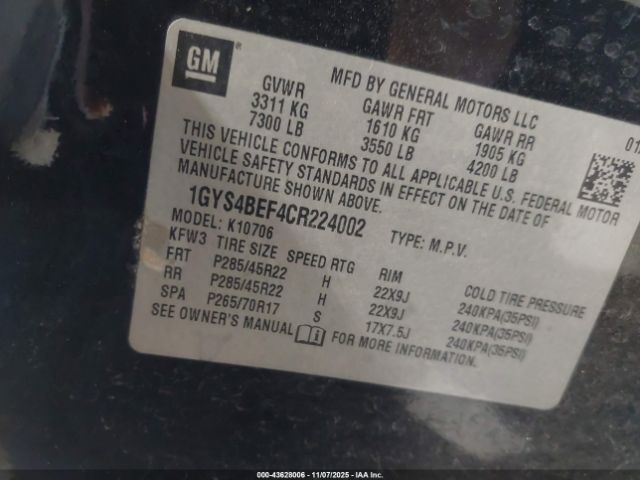 GM
MFD BY GENERAL MOTORS LLC
GVWR GAWR FRT GAWR RR
3311 KG 1610 KG 1905 KG
7300 LB 3550 LB 4200 LB
THIS VEHICLE CONFORMS TO ALL APPLICABLE U.S. FEDERAL MOTOR
VEHICLE SAFETY STANDARDS IN EFFECT ON THE DATE OF
MANUFACTURE SHOWN ABOVE.
1GYS4BEF4CR224002 TYPE: M.P.V.
MODEL: K10706
KFW3 TIRE SIZE SPEED RTG RIM COLD TIRE PRESSURE
FRT P285/45R22 H 22X9J 240KPA(35PSI)
RR P285/45R22 H 22X9J 240KPA(35PSI)
SPA P265/70R17 S 17X7.5J 240KPA(35PSI)
SEE OWNER'S MANUAL FOR MORE INFORMATION.
000-43628006 - 11/07/2025 - IAA Inc.